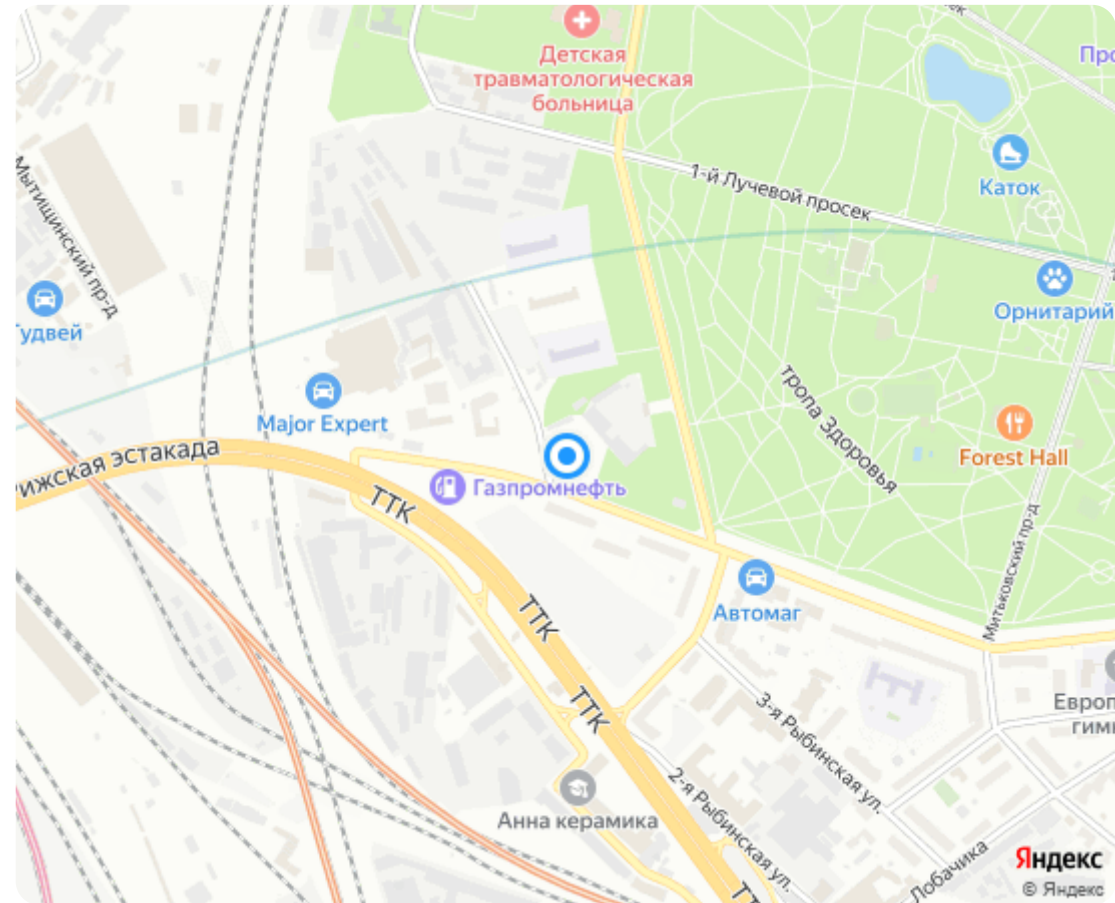 Детская
травматологическая
больница
Про
1-й Лучевой просек
Каток
Мытищинский пр-д
Орнитарий
Гудвей
Major Expert
тропа Здоровья
Рижская эстакада
Forest Hall
Газпромнефть
ТТК
Митьковский пр-д
Автомаг
ТТК
ТТК
3-я Рыбинская ул.
Европ
гимн
2-я Рыбинская ул.
Анна керамика
Лобачика
Яндекс
© Яндекс